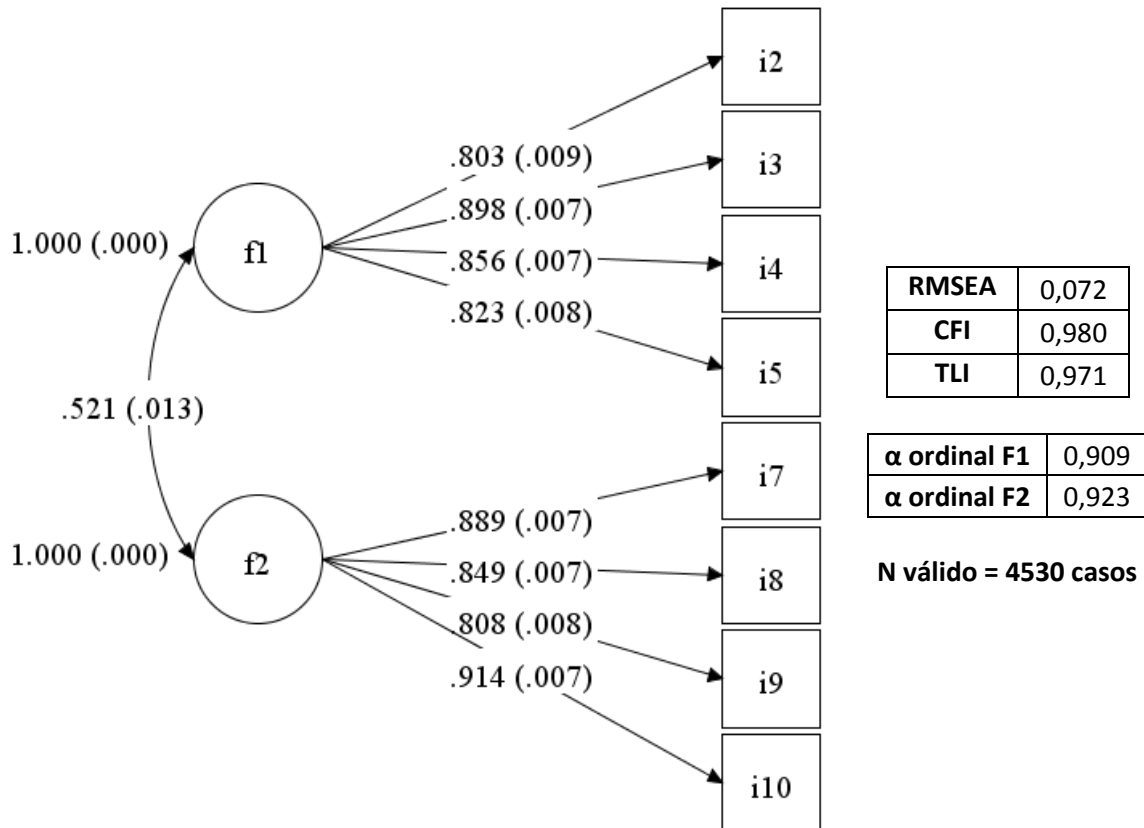 i2
.803 (.009)
i3
.898 (.007)
1.000 (.000)
f1
.856 (.007)
i4
.823 (.008)
i5
.521 (.013)
i7
.889 (.007)
1.000 (.000)
f2
.849 (.007)
i8
.808 (.008)
.914 (.007)
i9
i10
RMSEA 0,072
CFI 0,980
TLI 0,971
α ordinal F1 0,909
α ordinal F2 0,923
N válido = 4530 casos